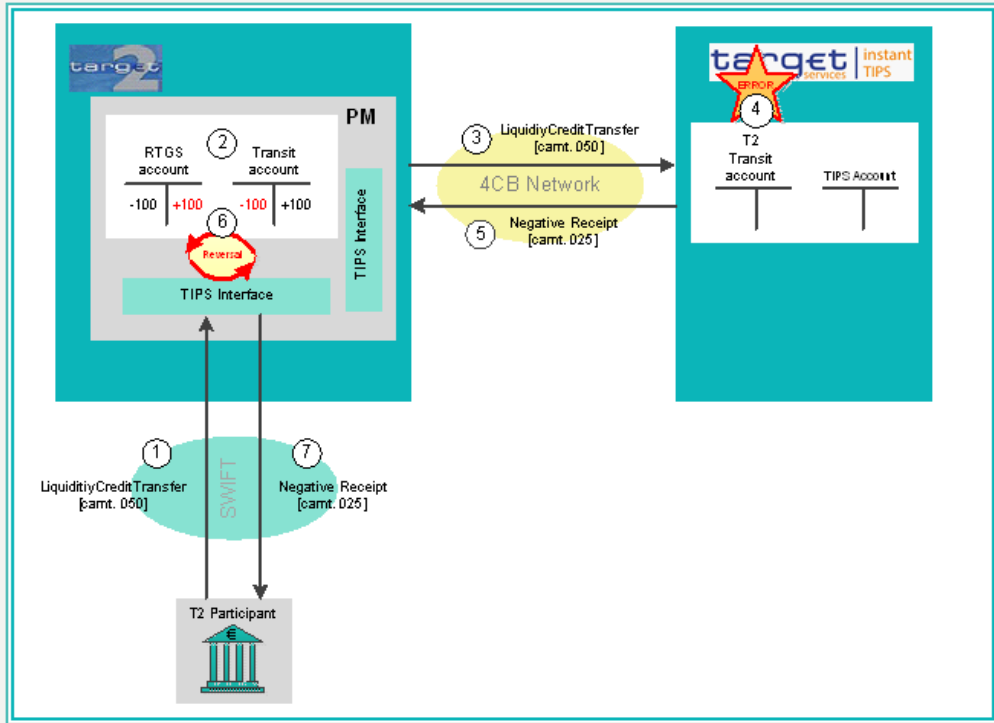 target
2
PM
2
RTGS
account
Transit
account
-100 +100
-100 +100
6
Reversal
TIPS Interface
TIPS Interface
3
LiquidiyCreditTransfer
[camt. 050]
4CB Network
5
Negative Receipt
[camt. 025]
target
services
instant
TIPS
ERROR
4
T2
Transit
account
TIPS Account
1
LiquiditiyCreditTransfer
[camt. 050]
SWIFT
7
Negative Receipt
[camt. 025]
T2 Participant
€